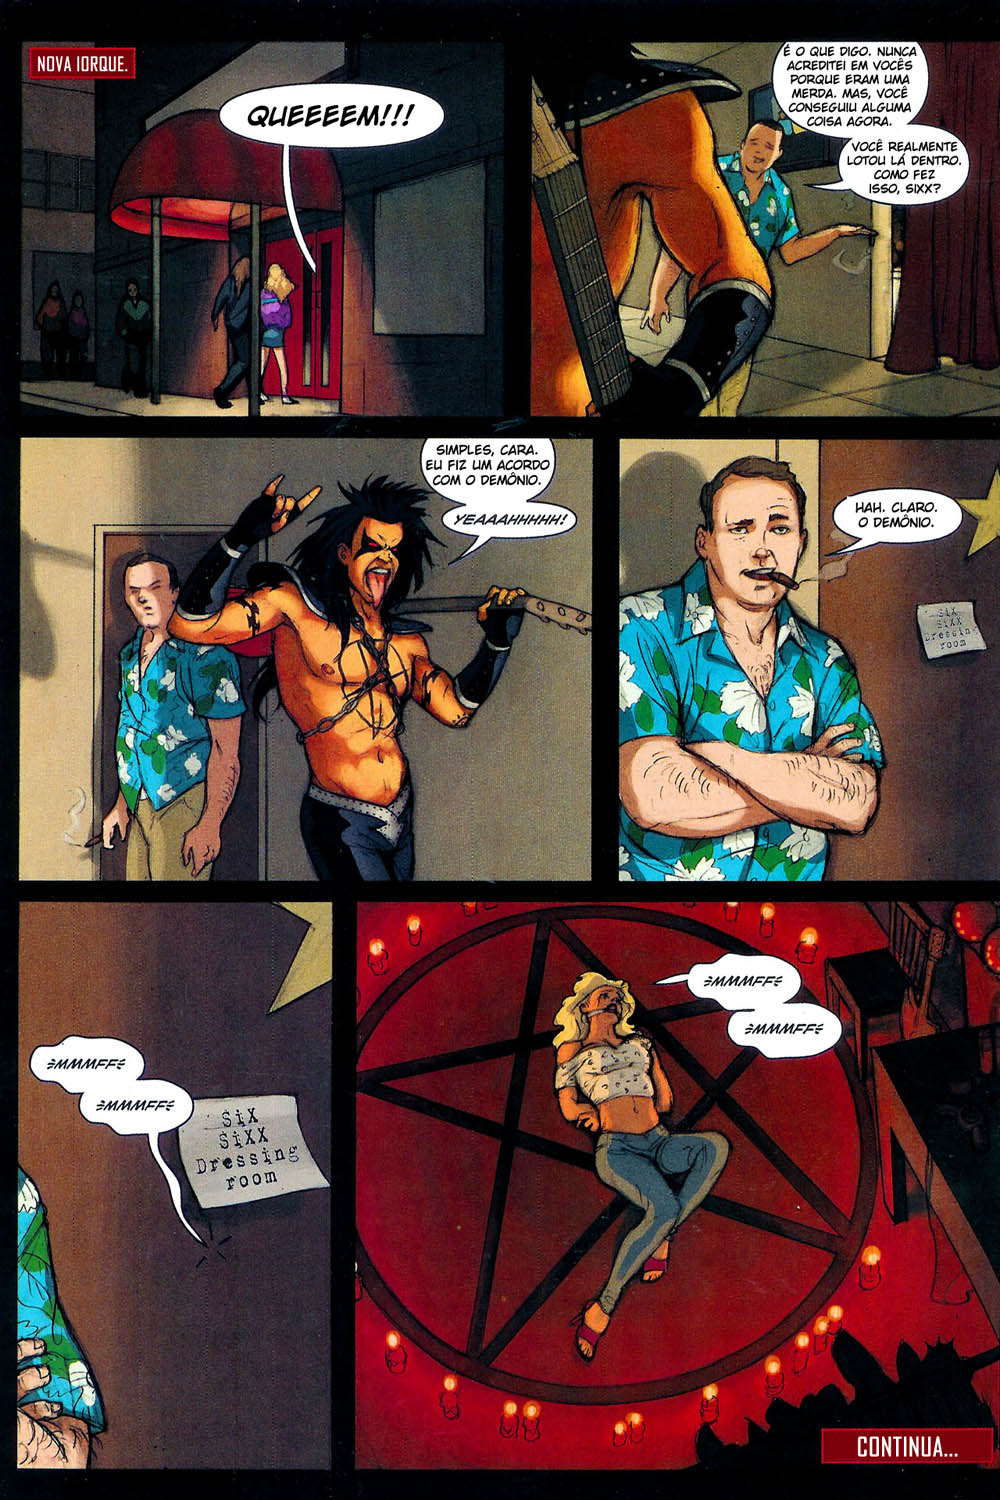 NOVA IORQUE.
QUEEEEM!!!
É O QUE DIGO. NUNCA
ACREDITEI EM VOCÊS
PORQUE ERAM UMA
MERDA. MAS, VOCÊ
CONSEGUIU ALGUMA
COISA AGORA.
VOCÊ REALMENTE
LOTOU LÁ DENTRO.
COMO FEZ
ISSO, SIXX?
SIMPLES, CARA.
EU FIZ UM ACORDO
COM O DEMÔNIO.
YEAAAHHHHH!
HAH. CLARO.
O DEMÔNIO.
SiX
SiXX
Dressing
room
MMMFF
MMMFF
SiX
SiXX
Dressing
room
MMMFF
MMMFF
CONTINUA...